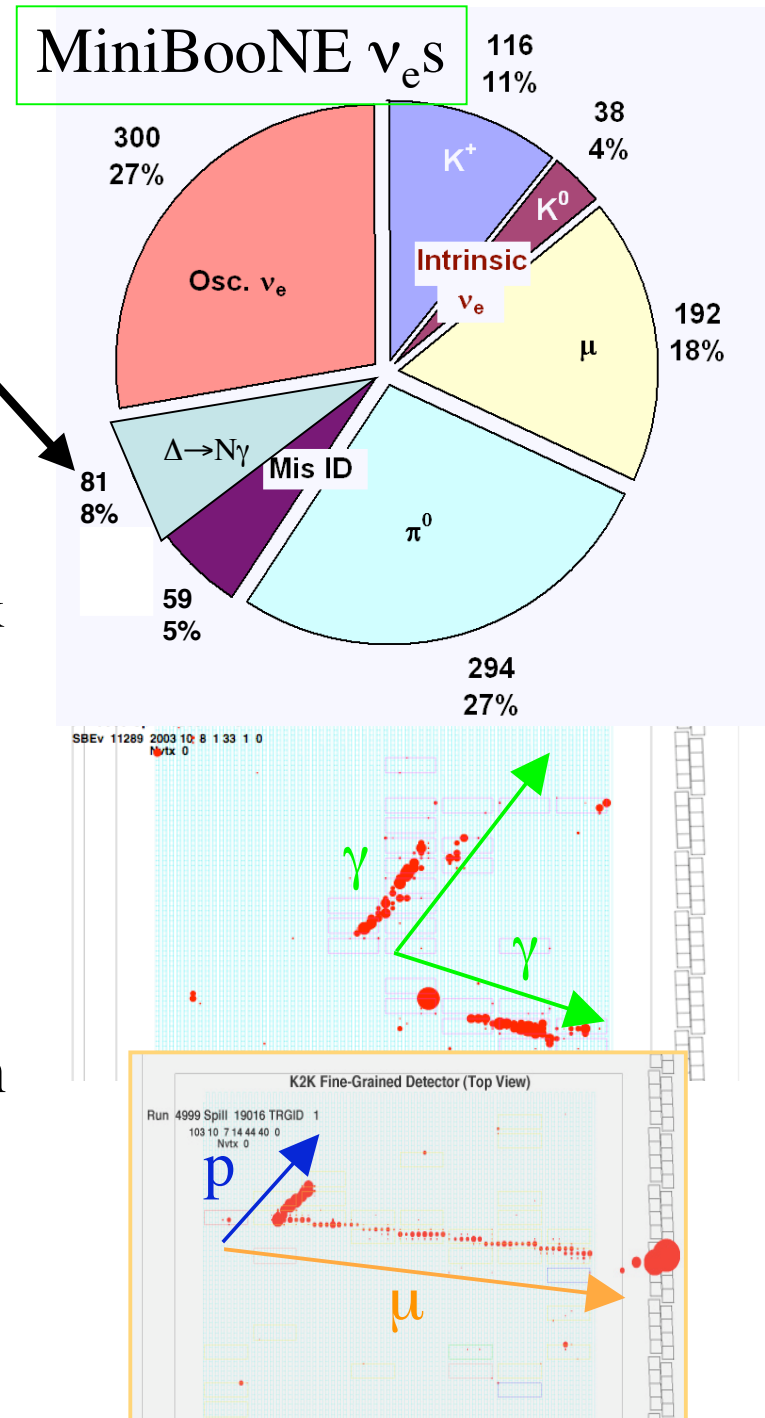 MiniBooNE νₑs
116
11%
38
4%
300
27%
K⁺
K⁰
Intrinsic
νₑ
Osc. νₑ
192
18%
μ
Δ→Nγ
Mis ID
81
8%
π⁰
59
5%
294
27%
SBEv 11289 2003 10 8 1 33 1 0
Nvtx 0
γ
γ
K2K Fine-Grained Detector (Top View)
Run 4999 Spill 19016 TRGID 1
103 10 7 14 44 40 0
Nvtx 0
p
μ